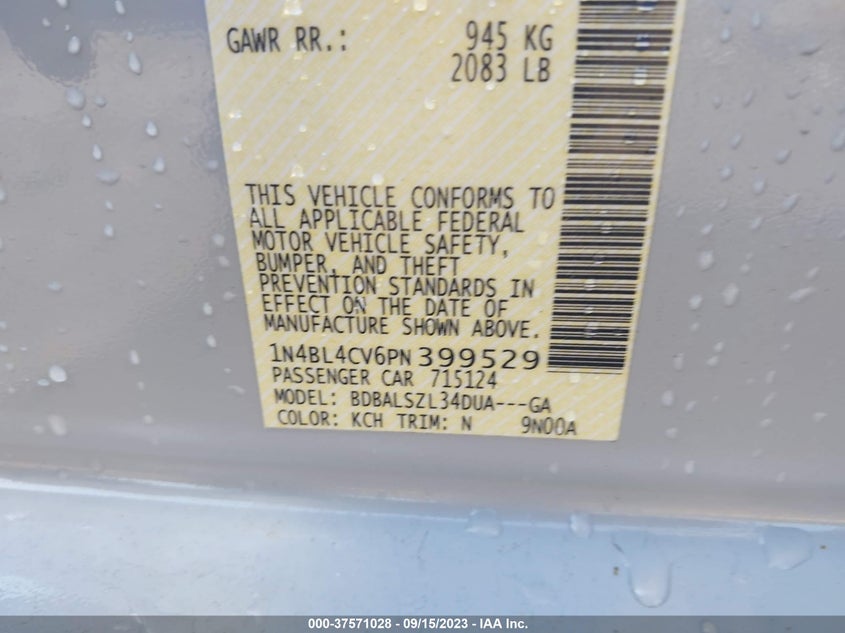 GAWR RR.: 945 KG
2083 LB
THIS VEHICLE CONFORMS TO
ALL APPLICABLE FEDERAL
MOTOR VEHICLE SAFETY,
BUMPER, AND THEFT
PREVENTION STANDARDS IN
EFFECT ON THE DATE OF
MANUFACTURE SHOWN ABOVE.
1N4BL4CV6PN399529
PASSENGER CAR 715124
MODEL: BDBALSZL34DUA---GA
COLOR: KCH TRIM: N 9N00A
000-37571028 - 09/15/2023 - IAA Inc.